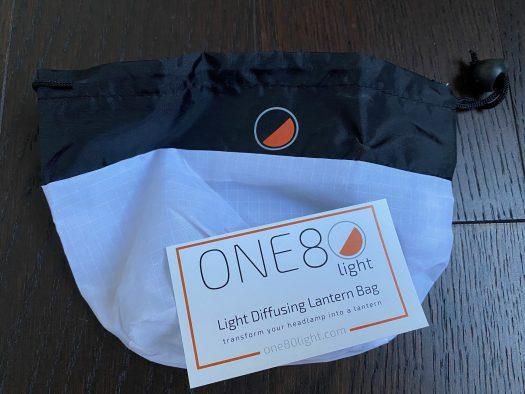 ONE80
light
Light Diffusing Lantern Bag
transform your headlamp into a lantern
one80light.com